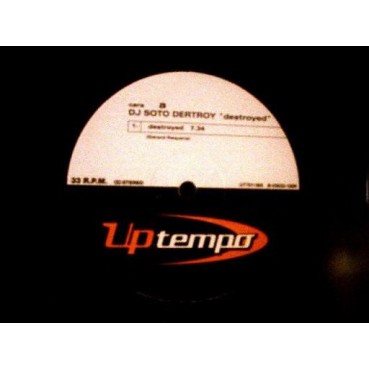 cara a
DJ SOTO DERTROY "destroyed"
1- destroyed 7:34
33 R.P.M.
Uptempo